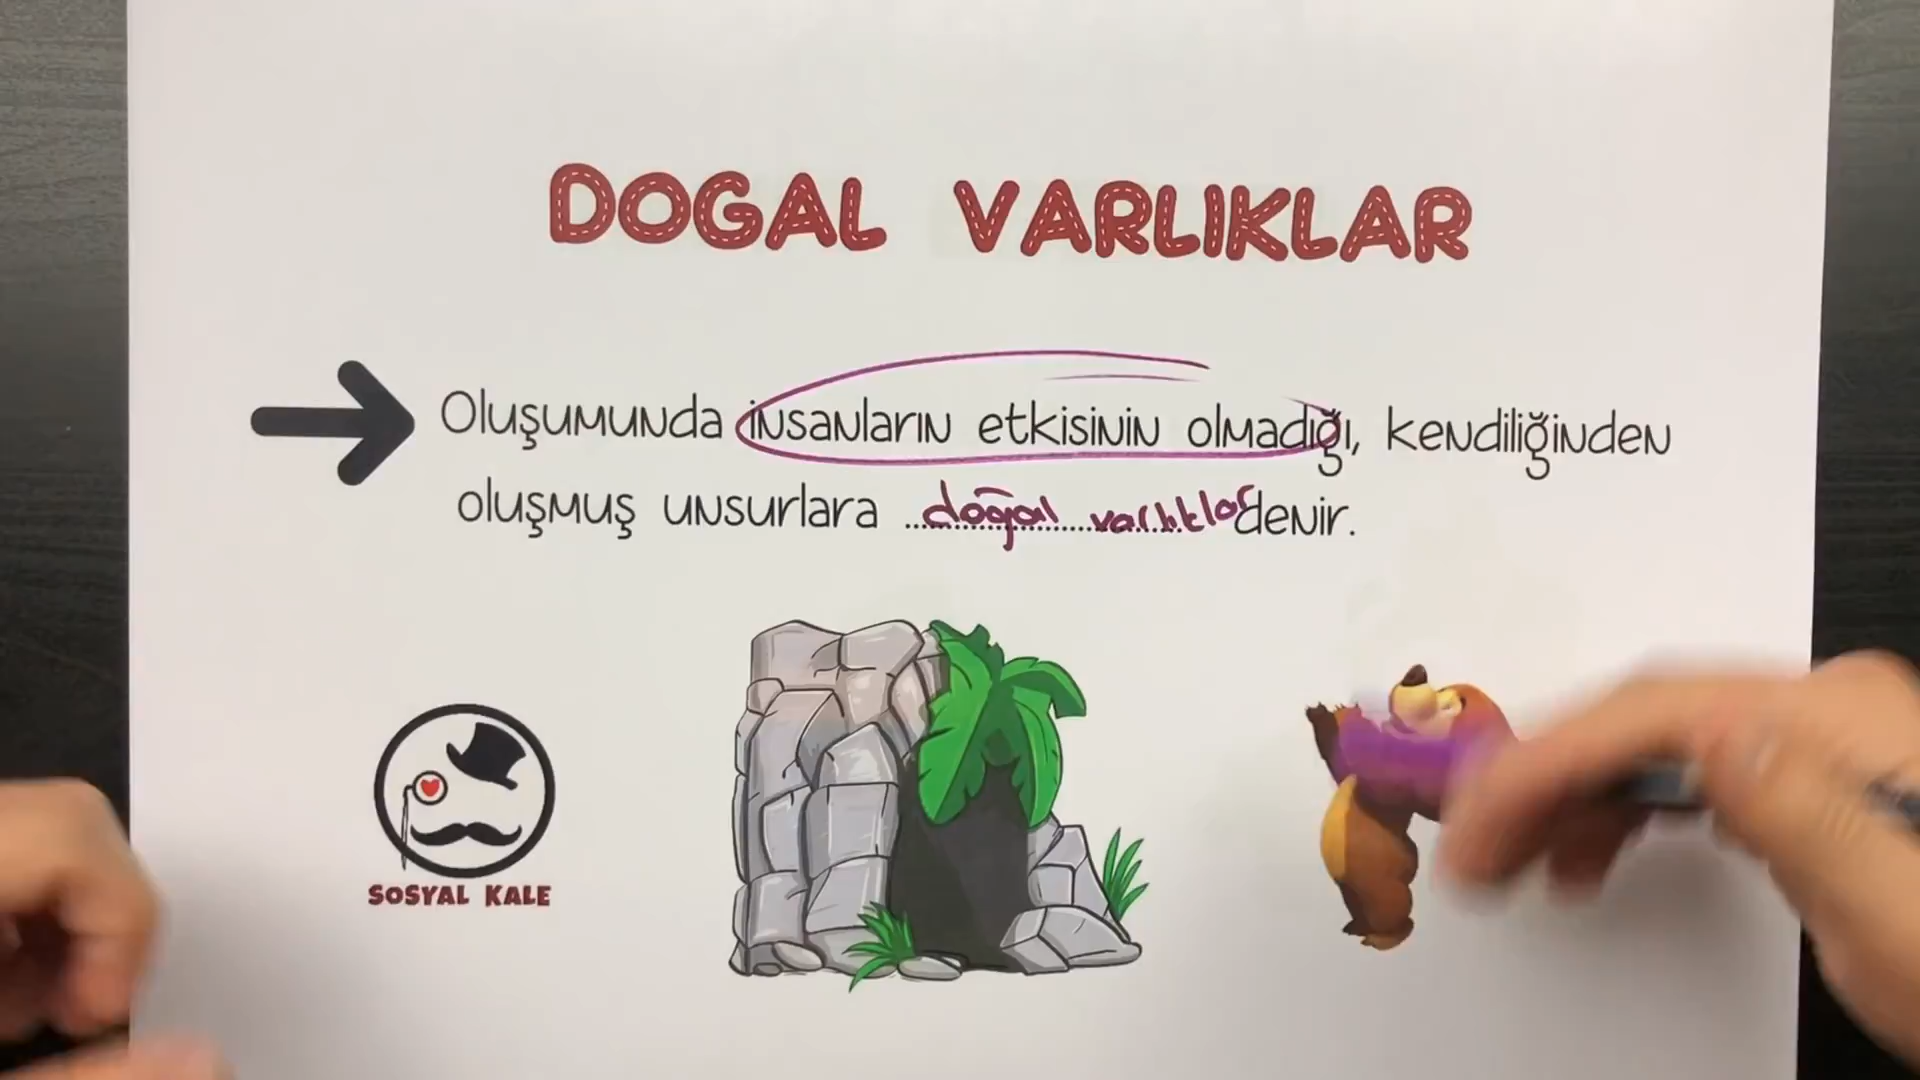 DOGAL VARLIKLAR
Oluşumunda insanların etkisinin olmadığı, kendiliğinden
oluşmuş unsurlara doğal varlıklar denir.
SOSYAL KALE